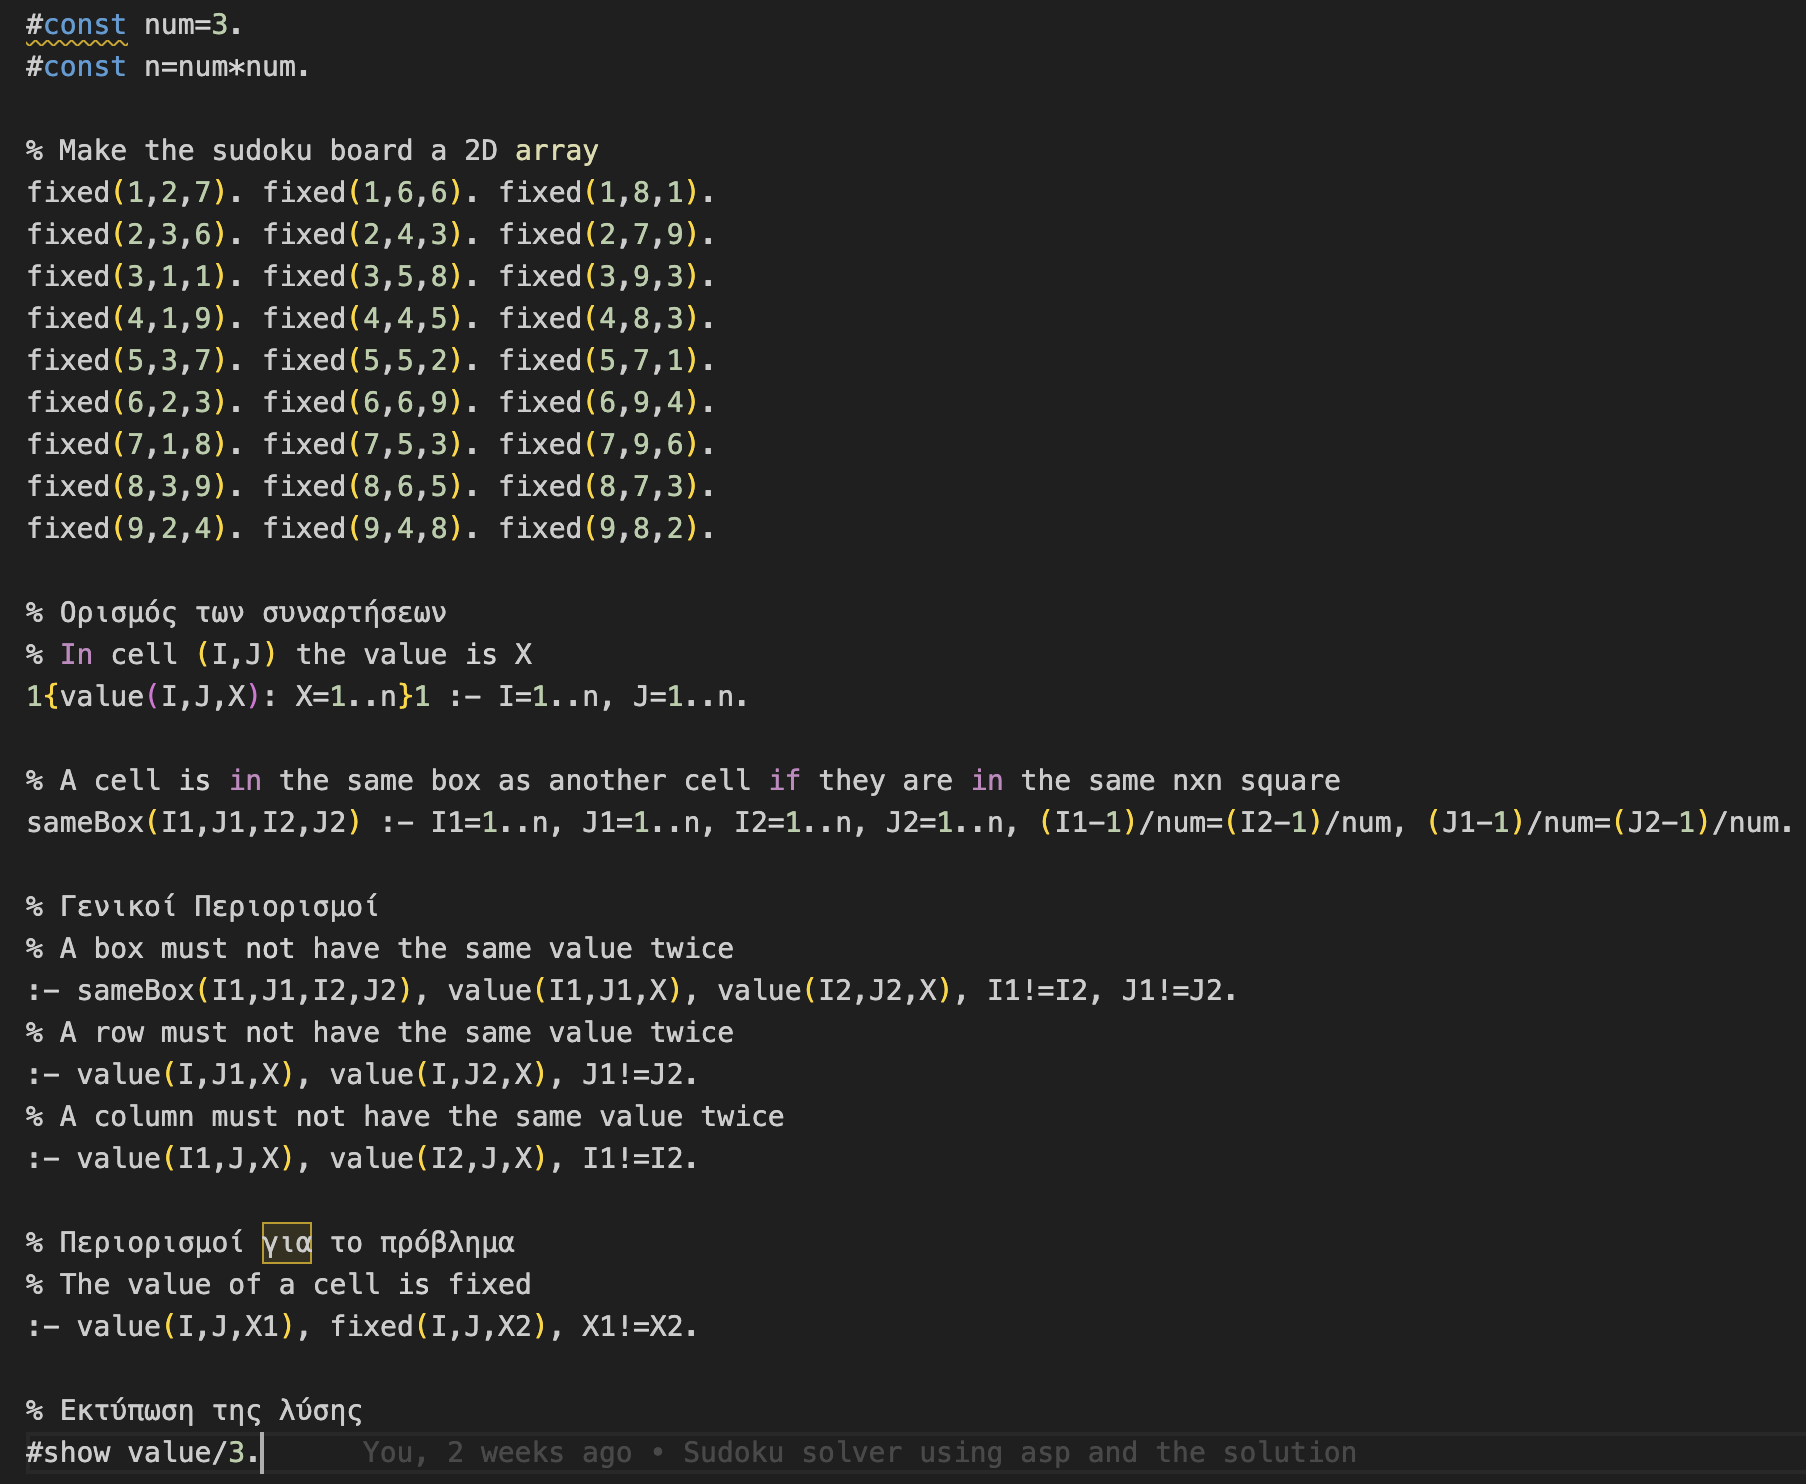 #const num=3.
#const n=num*num.
% Make the sudoku board a 2D array
fixed(1,2,7). fixed(1,6,6). fixed(1,8,1).
fixed(2,3,6). fixed(2,4,3). fixed(2,7,9).
fixed(3,1,1). fixed(3,5,8). fixed(3,9,3).
fixed(4,1,9). fixed(4,4,5). fixed(4,8,3).
fixed(5,3,7). fixed(5,5,2). fixed(5,7,1).
fixed(6,2,3). fixed(6,6,9). fixed(6,9,4).
fixed(7,1,8). fixed(7,5,3). fixed(7,9,6).
fixed(8,3,9). fixed(8,6,5). fixed(8,7,3).
fixed(9,2,4). fixed(9,4,8). fixed(9,8,2).
% Ορισμός των συναρτήσεων
% In cell (I,J) the value is X
1{value(I,J,X): X=1..n}1 :- I=1..n, J=1..n.
% A cell is in the same box as another cell if they are in the same nxn square
sameBox(I1,J1,I2,J2) :- I1=1..n, J1=1..n, I2=1..n, J2=1..n, (I1-1)/num=(I2-1)/num, (J1-1)/num=(J2-1)/num.
% Γενικοί Περιορισμοί
% A box must not have the same value twice
:- sameBox(I1,J1,I2,J2), value(I1,J1,X), value(I2,J2,X), I1!=I2, J1!=J2.
% A row must not have the same value twice
:- value(I,J1,X), value(I,J2,X), J1!=J2.
% A column must not have the same value twice
:- value(I1,J,X), value(I2,J,X), I1!=I2.
% Περιορισμοί για το πρόβλημα
% The value of a cell is fixed
:- value(I,J,X1), fixed(I,J,X2), X1!=X2.
% Εκτύπωση της λύσης
#show value/3. You, 2 weeks ago • Sudoku solver using asp and the solution